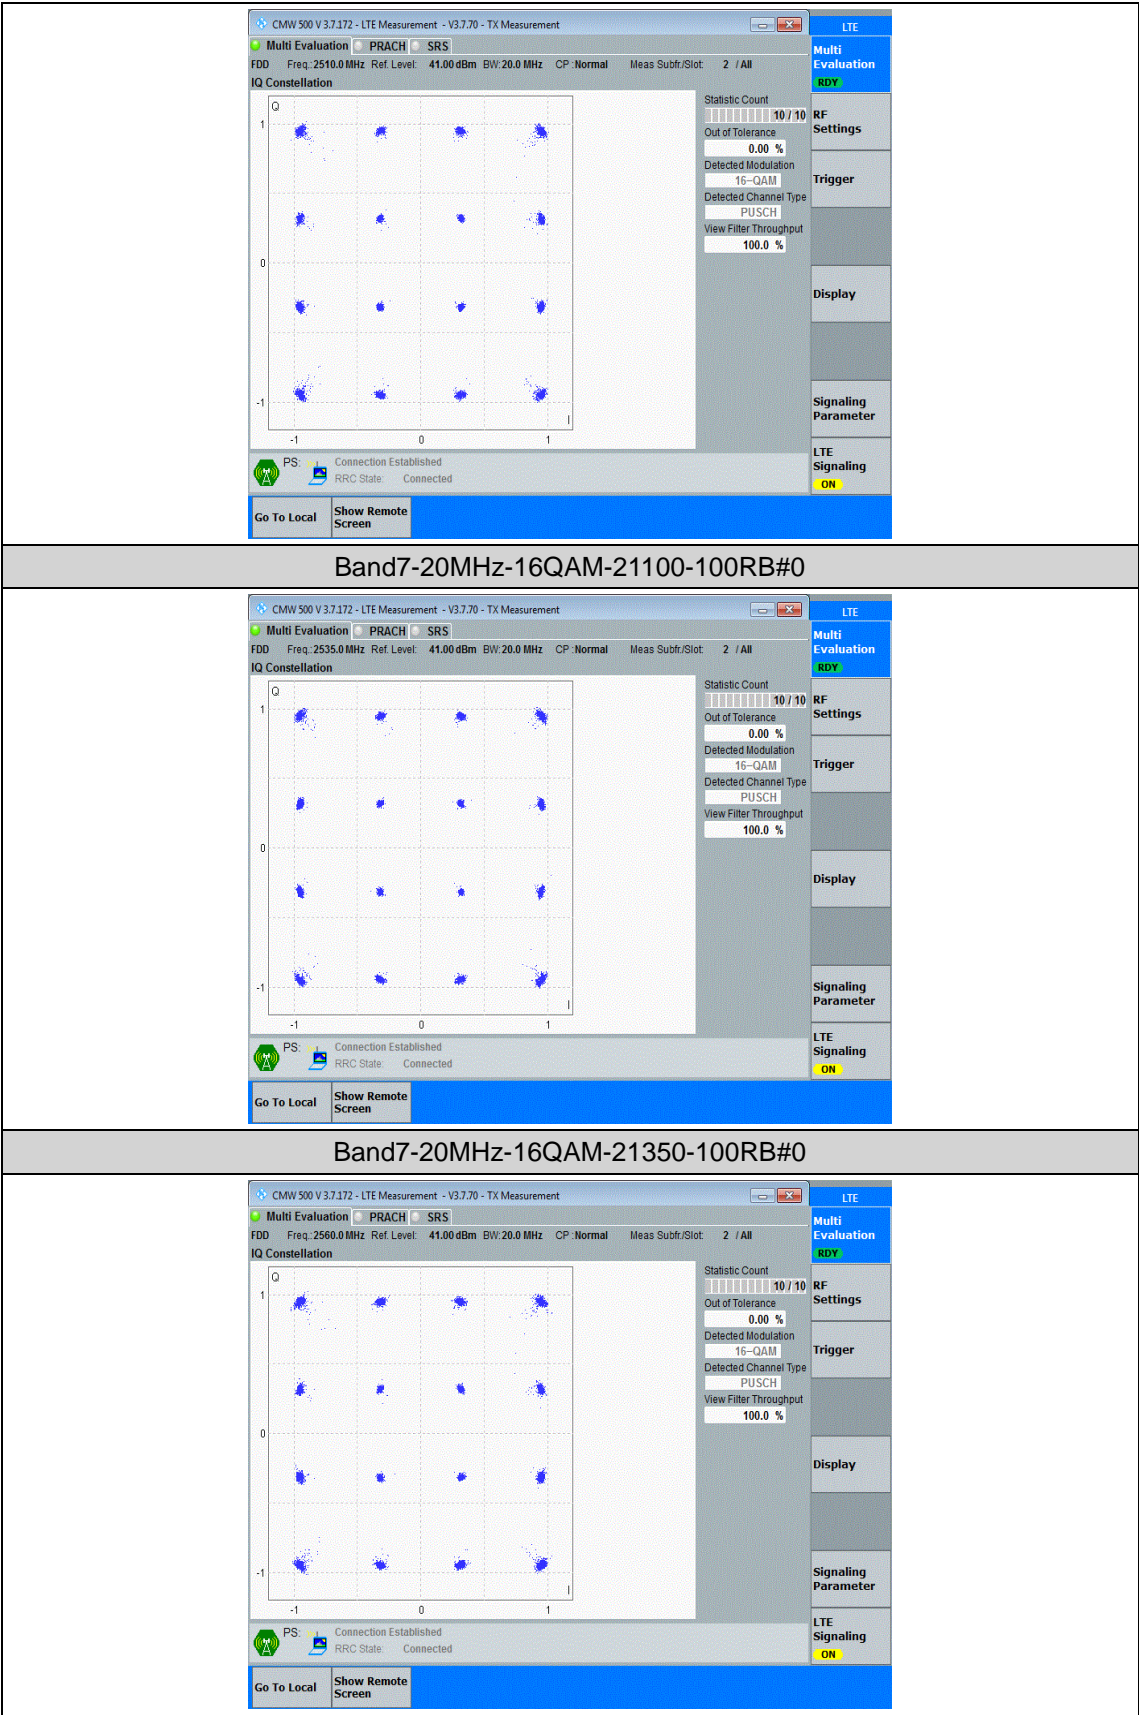 CMW 500 V 3.7.172 - LTE Measurement - V3.7.70 - TX Measurement
LTE
Multi Evaluation PRACH SRS
Multi
Evaluation
RDY
FDD Freq.: 2510.0 MHz Ref. Level: 41.00 dBm BW: 20.0 MHz CP : Normal Meas Subfr./Slot: 2 / All
IQ Constellation
Statistic Count
10 / 10
Out of Tolerance
0.00 %
Detected Modulation
16-QAM
Detected Channel Type
PUSCH
View Filter Throughput
100.0 %
RF
Settings
Trigger
Display
Signaling
Parameter
LTE
Signaling
ON
Q
1
0
-1
I
-1 0 1
PS: Connection Established
RRC State: Connected
Go To Local Show Remote
Screen
Band7-20MHz-16QAM-21100-100RB#0
CMW 500 V 3.7.172 - LTE Measurement - V3.7.70 - TX Measurement
LTE
Multi Evaluation PRACH SRS
Multi
Evaluation
RDY
FDD Freq.: 2535.0 MHz Ref. Level: 41.00 dBm BW: 20.0 MHz CP : Normal Meas Subfr./Slot: 2 / All
IQ Constellation
Statistic Count
10 / 10
Out of Tolerance
0.00 %
Detected Modulation
16-QAM
Detected Channel Type
PUSCH
View Filter Throughput
100.0 %
RF
Settings
Trigger
Display
Signaling
Parameter
LTE
Signaling
ON
Q
1
0
-1
I
-1 0 1
PS: Connection Established
RRC State: Connected
Go To Local Show Remote
Screen
Band7-20MHz-16QAM-21350-100RB#0
CMW 500 V 3.7.172 - LTE Measurement - V3.7.70 - TX Measurement
LTE
Multi Evaluation PRACH SRS
Multi
Evaluation
RDY
FDD Freq.: 2560.0 MHz Ref. Level: 41.00 dBm BW: 20.0 MHz CP : Normal Meas Subfr./Slot: 2 / All
IQ Constellation
Statistic Count
10 / 10
Out of Tolerance
0.00 %
Detected Modulation
16-QAM
Detected Channel Type
PUSCH
View Filter Throughput
100.0 %
RF
Settings
Trigger
Display
Signaling
Parameter
LTE
Signaling
ON
Q
1
0
-1
I
-1 0 1
PS: Connection Established
RRC State: Connected
Go To Local Show Remote
Screen